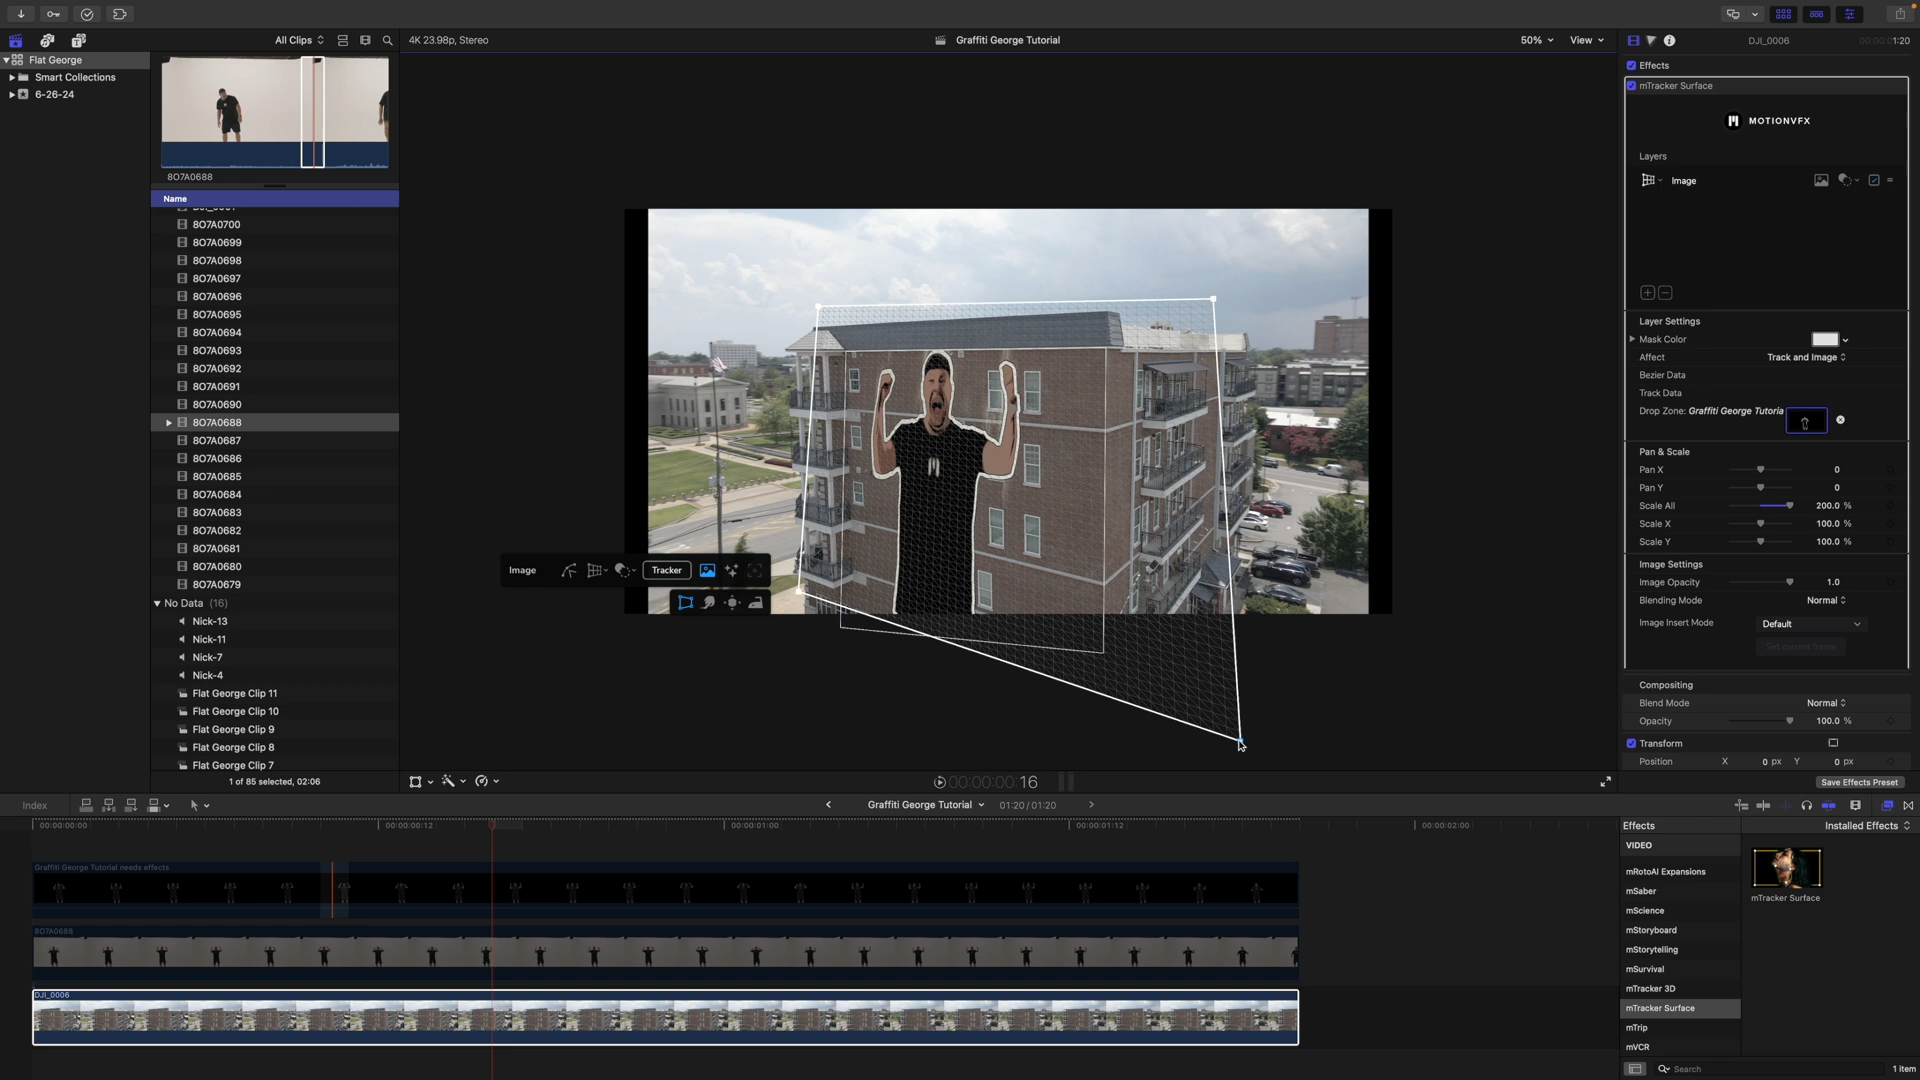 All Clips
4K 23.98p, Stereo
Graffiti George Tutorial
50%
View
DJI_0006
00:00:01:20
Flat George
Smart Collections
6-26-24
8O7A0688
Name
8O7A0700
8O7A0699
8O7A0698
8O7A0697
8O7A0696
8O7A0695
8O7A0694
8O7A0693
8O7A0692
8O7A0691
8O7A0690
8O7A0688
8O7A0687
8O7A0686
8O7A0685
8O7A0684
8O7A0683
8O7A0682
8O7A0681
8O7A0680
8O7A0679
No Data (16)
Nick-13
Nick-11
Nick-7
Nick-4
Flat George Clip 11
Flat George Clip 10
Flat George Clip 9
Flat George Clip 8
Flat George Clip 7
1 of 85 selected, 02:06
Image
Tracker
00:00:00:16
Effects
mTracker Surface
MOTIONVFX
Layers
Image
Layer Settings
Mask Color
Affect Track and Image
Bezier Data
Track Data
Drop Zone: Graffiti George Tutoria
Pan & Scale
Pan X 0
Pan Y 0
Scale All 200.0 %
Scale X 100.0 %
Scale Y 100.0 %
Image Settings
Image Opacity 1.0
Blending Mode Normal
Image Insert Mode Default
Set current frame
Compositing
Blend Mode Normal
Opacity 100.0 %
Transform
Position X 0 px Y 0 px
Save Effects Preset
Index
Graffiti George Tutorial
01:20 / 01:20
00:00:00:00
00:00:00:12
00:00:01:00
00:00:01:12
00:00:02:00
Graffiti George Tutorial needs effects
8O7A0688
DJI_0006
Effects
Installed Effects
VIDEO
mRotoAI Expansions
mSaber
mScience
mStoryboard
mStorytelling
mSurvival
mTracker 3D
mTracker Surface
mTrip
mVCR
mTracker Surface
Search
1 item